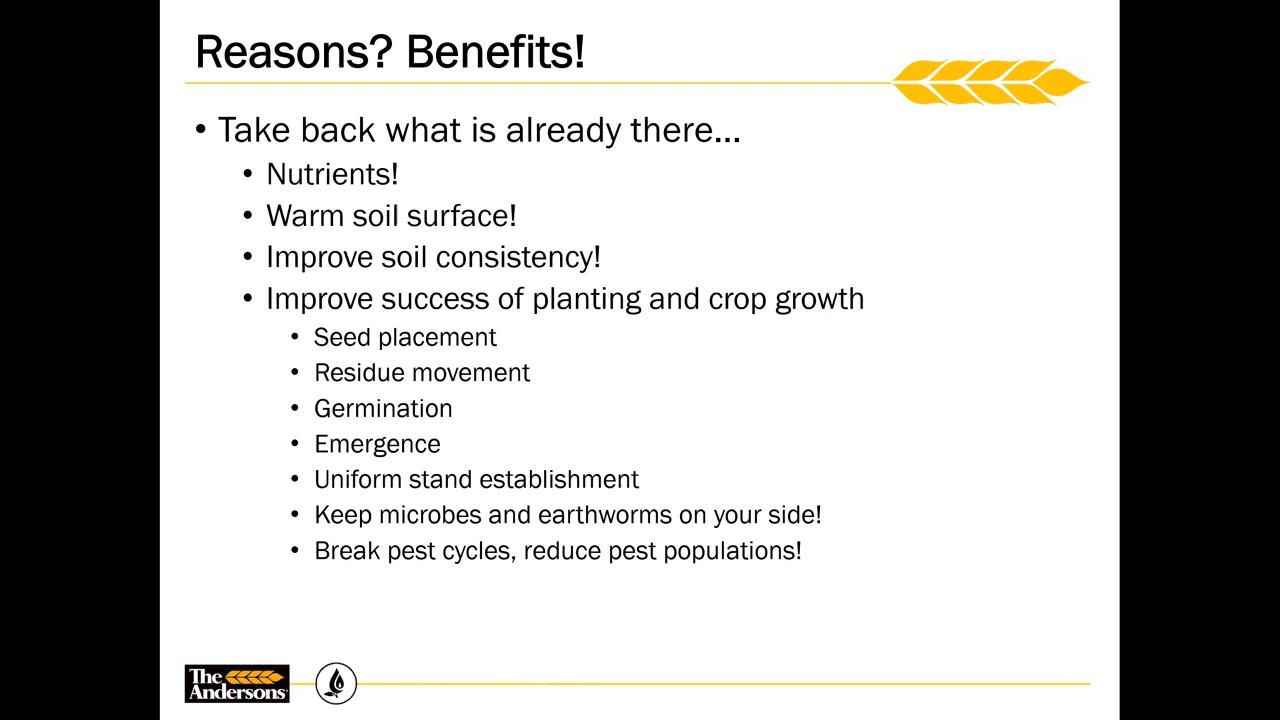 Reasons? Benefits!
• Take back what is already there...
• Nutrients!
• Warm soil surface!
• Improve soil consistency!
• Improve success of planting and crop growth
• Seed placement
• Residue movement
• Germination
• Emergence
• Uniform stand establishment
• Keep microbes and earthworms on your side!
• Break pest cycles, reduce pest populations!
The
Andersons